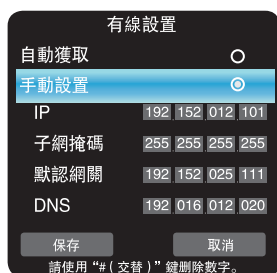 有線設置
自動獲取
手動設置
IP 192 152 012 101
子網掩碼 255 255 255 255
默認網關 192 152 025 111
DNS 192 016 012 020
保存 取消
請使用“#(交替)”鍵刪除數字。